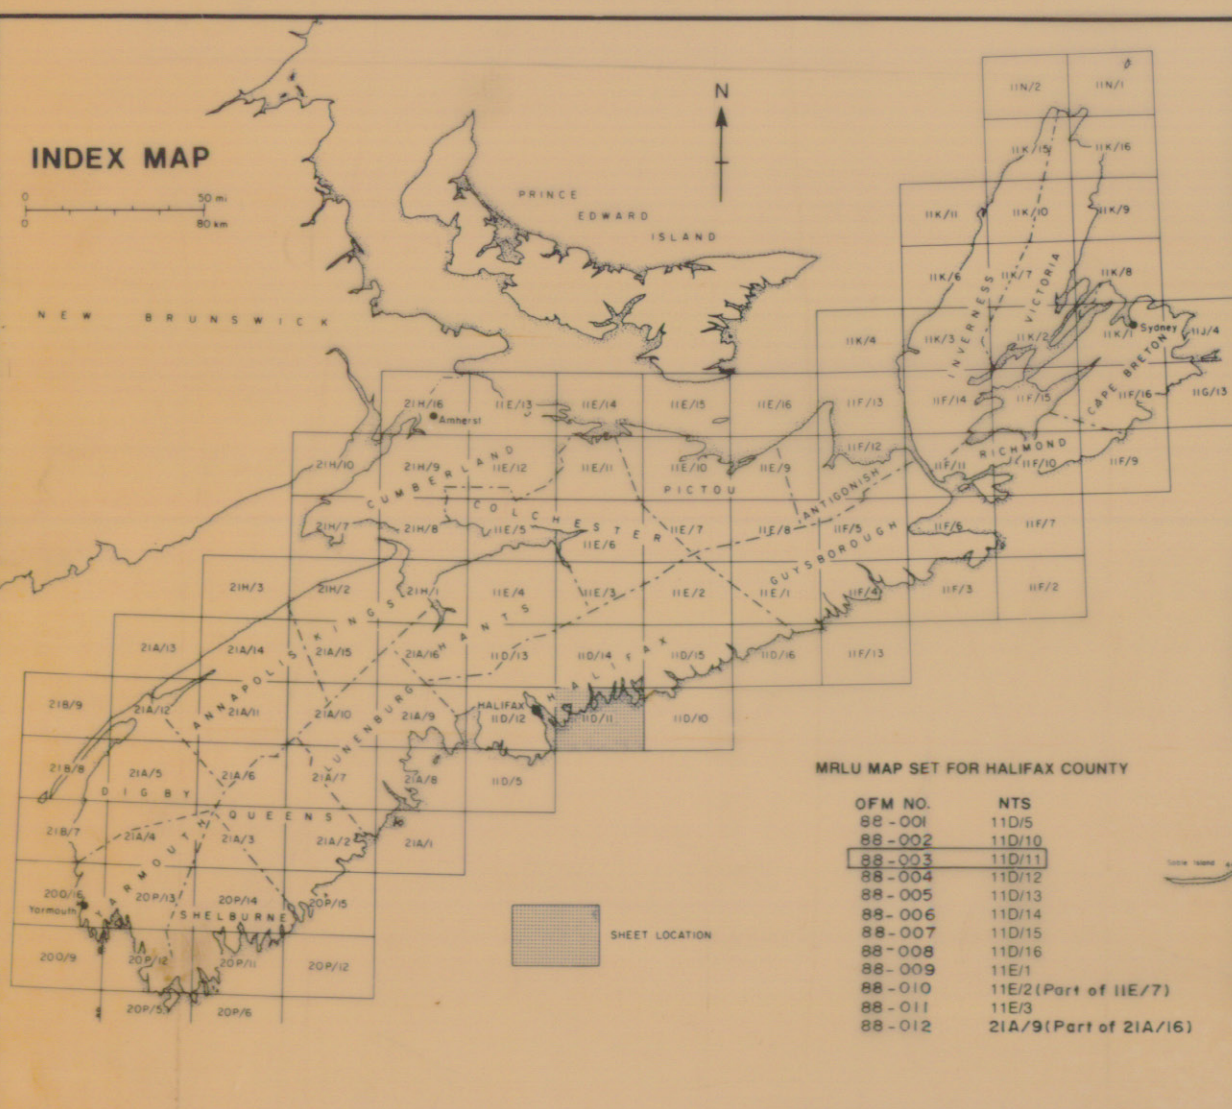 N
INDEX MAP
0 50 mi
0 80 km
PRINCE
EDWARD
ISLAND
NEW BRUNSWICK
11N/2 11N/1
11K/15 11K/16
11K/11 11K/10 11K/9
11K/6 11K/7 11K/8
INVERNESS
VICTORIA
11K/4 11K/3 11K/2 11K/1 Sydney 11J/4
CAPE BRETON
21H/16 11E/13 11E/14 11E/15 11E/16 11F/13 11F/14 11F/15 11F/16 11G/13
Amherst
RICHMOND
21H/10 21H/9 11E/12 11E/11 11E/10 11E/9 11F/12 11F/11 11F/10 11F/9
CUMBERLAND
PICTOU
ANTIGONISH
COLCHESTER
21H/7 21H/8 11E/5 11E/6 11E/7 11E/8 11F/5 11F/6 11F/7
GUYSBOROUGH
21H/3 21H/2 21H/1 11E/4 11E/3 11E/2 11E/1 11F/4 11F/3 11F/2
KINGS
HANTS
21A/13 21A/14 21A/15 21A/16 11D/13 11D/14 11D/15 11D/16 11F/13
ANNAPOLIS
HALIFAX
LUNENBURG
21B/9 21A/12 21A/11 21A/10 21A/9 HALIFAX 11D/12 11D/11 11D/10
21B/8 21A/5 21A/6 21A/7 21A/8 11D/5
DIGBY
QUEENS
21B/7 21A/4 21A/3 21A/2 21A/1
YARMOUTH
20O/16 20P/13 20P/14 20P/15
Yarmouth
SHELBURNE
20O/9 20P/12 20P/11 20P/12
20P/5 20P/6
SHEET LOCATION
Sable Island
MRLU MAP SET FOR HALIFAX COUNTY
OFM NO. NTS
88-001 11D/5
88-002 11D/10
88-003 11D/11
88-004 11D/12
88-005 11D/13
88-006 11D/14
88-007 11D/15
88-008 11D/16
88-009 11E/1
88-010 11E/2 (Part of 11E/7)
88-011 11E/3
88-012 21A/9 (Part of 21A/16)